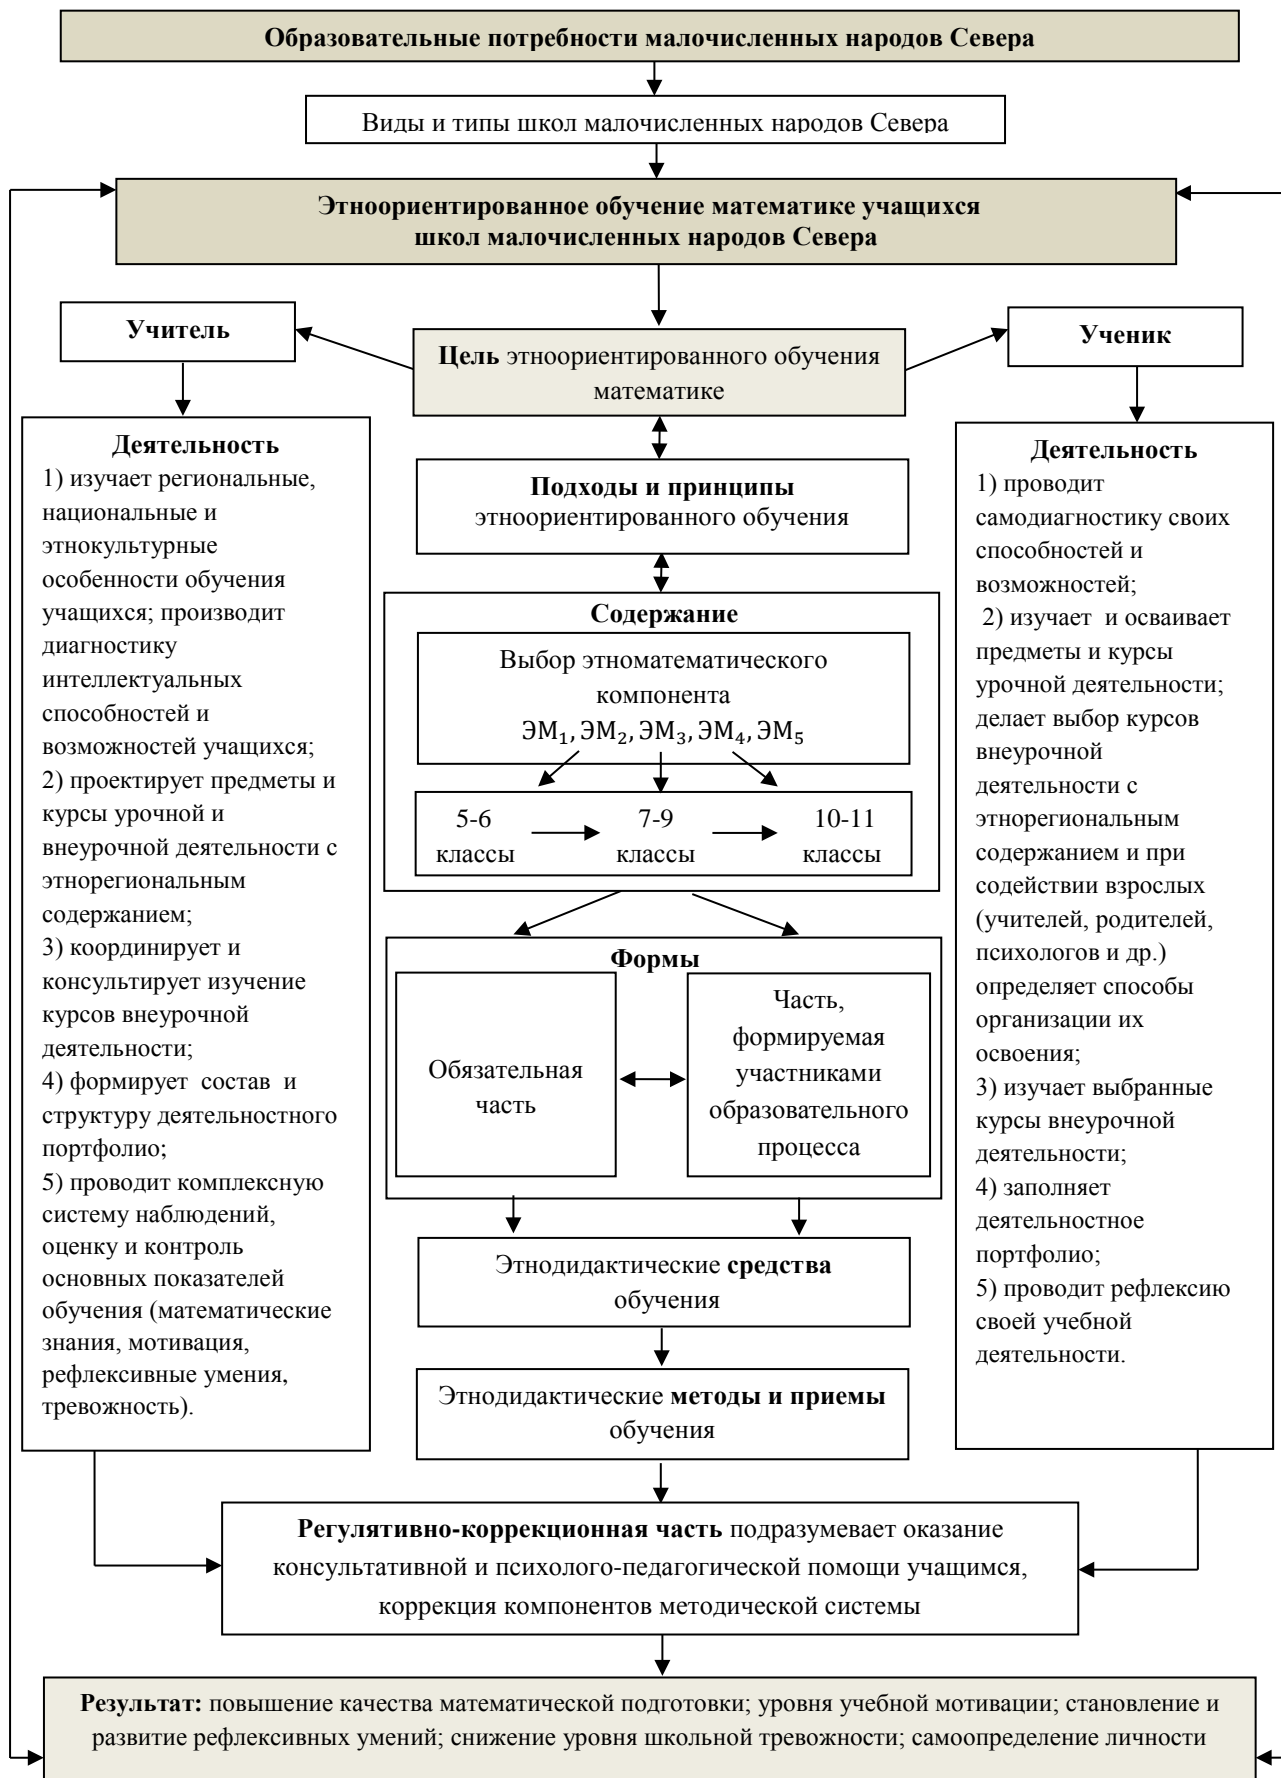 Образовательные потребности малочисленных народов Севера
Виды и типы школ малочисленных народов Севера
Этноориентированное обучение математике учащихся
школ малочисленных народов Севера
Учитель
Цель этноориентированного обучения
математике
Ученик
Деятельность
1) изучает региональные,
национальные и
этнокультурные
особенности обучения
учащихся; производит
диагностику
интеллектуальных
способностей и
возможностей учащихся;
2) проектирует предметы и
курсы урочной и
внеурочной деятельности с
этнорегиональным
содержанием;
3) координирует и
консультирует изучение
курсов внеурочной
деятельности;
4) формирует состав и
структуру деятельностного
портфолио;
5) проводит комплексную
систему наблюдений,
оценку и контроль
основных показателей
обучения (математические
знания, мотивация,
рефлексивные умения,
тревожность).
Подходы и принципы
этноориентированного обучения
Содержание
Выбор этноматематического
компонента
ЭМ₁, ЭМ₂, ЭМ₃, ЭМ₄, ЭМ₅
5-6
классы
7-9
классы
10-11
классы
Формы
Обязательная
часть
Часть,
формируемая
участниками
образовательного
процесса
Этнодидактические средства
обучения
Этнодидактические методы и приемы
обучения
Деятельность
1) проводит
самодиагностику своих
способностей и
возможностей;
2) изучает и осваивает
предметы и курсы
урочной деятельности;
делает выбор курсов
внеурочной
деятельности с
этнорегиональным
содержанием и при
содействии взрослых
(учителей, родителей,
психологов и др.)
определяет способы
организации их
освоения;
3) изучает выбранные
курсы внеурочной
деятельности;
4) заполняет
деятельностное
портфолио;
5) проводит рефлексию
своей учебной
деятельности.
Регулятивно-коррекционная часть подразумевает оказание
консультативной и психолого-педагогической помощи учащимся,
коррекция компонентов методической системы
Результат: повышение качества математической подготовки; уровня учебной мотивации; становление и
развитие рефлексивных умений; снижение уровня школьной тревожности; самоопределение личности